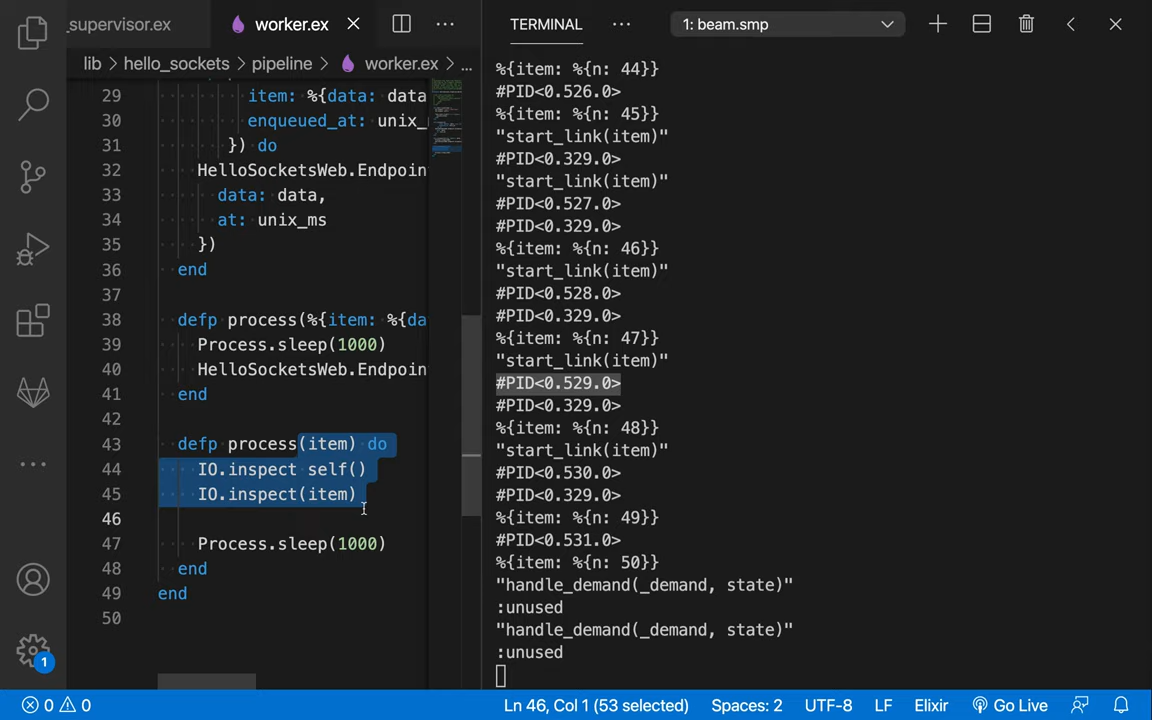 _supervisor.ex
worker.ex
TERMINAL
1: beam.smp
lib > hello_sockets > pipeline > worker.ex > ...
29 item: %{data: data
30 enqueued_at: unix_
31 }) do
32 HelloSocketsWeb.Endpoin
33 data: data,
34 at: unix_ms
35 })
36 end
37
38 defp process(%{item: %{da
39 Process.sleep(1000)
40 HelloSocketsWeb.Endpoin
41 end
42
43 defp process(item) do
44 IO.inspect self()
45 IO.inspect(item)
46
47 Process.sleep(1000)
48 end
49 end
50
%{item: %{n: 44}}
#PID<0.526.0>
%{item: %{n: 45}}
"start_link(item)"
#PID<0.329.0>
"start_link(item)"
#PID<0.527.0>
#PID<0.329.0>
%{item: %{n: 46}}
"start_link(item)"
#PID<0.528.0>
#PID<0.329.0>
%{item: %{n: 47}}
"start_link(item)"
#PID<0.529.0>
#PID<0.329.0>
%{item: %{n: 48}}
"start_link(item)"
#PID<0.530.0>
#PID<0.329.0>
%{item: %{n: 49}}
#PID<0.531.0>
%{item: %{n: 50}}
"handle_demand(_demand, state)"
:unused
"handle_demand(_demand, state)"
:unused
1
0 0 Ln 46, Col 1 (53 selected) Spaces: 2 UTF-8 LF Elixir Go Live